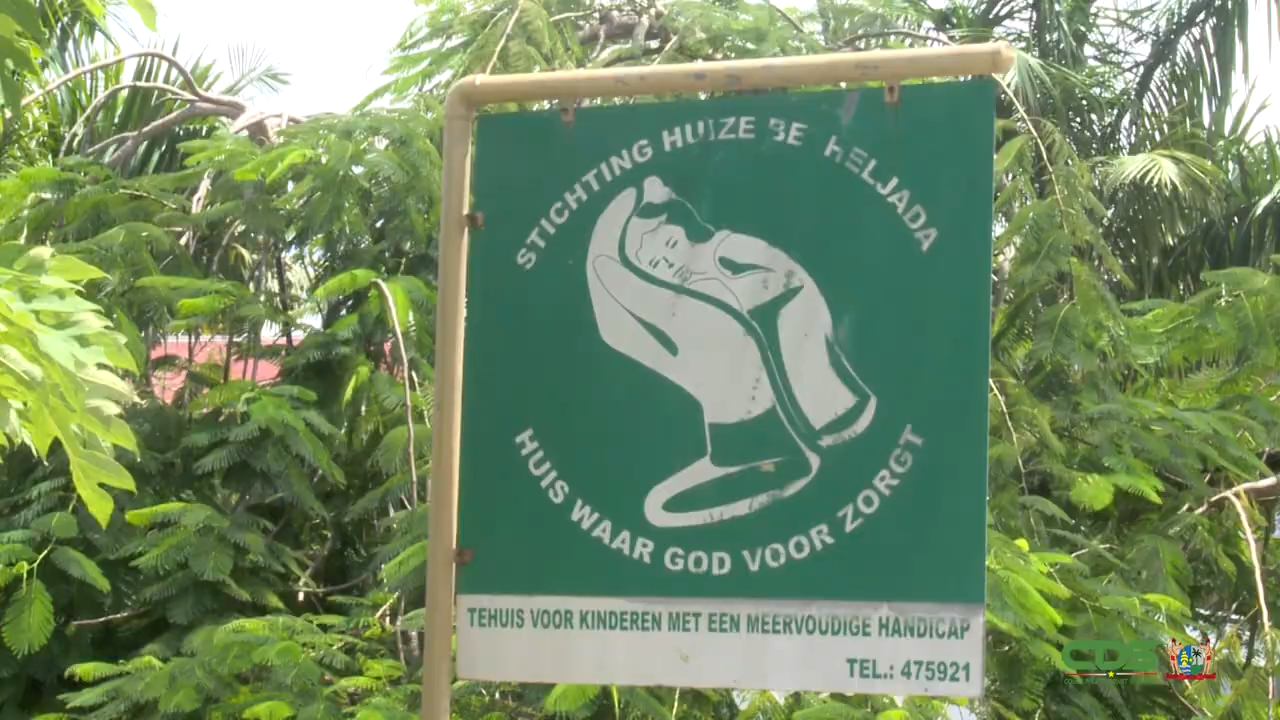 STICHTING HUIZE BE HELJADA
HUIS WAAR GOD VOOR ZORGT
TEHUIS VOOR KINDEREN MET EEN MEERVOUDIGE HANDICAP
TEL.: 475921
CDS